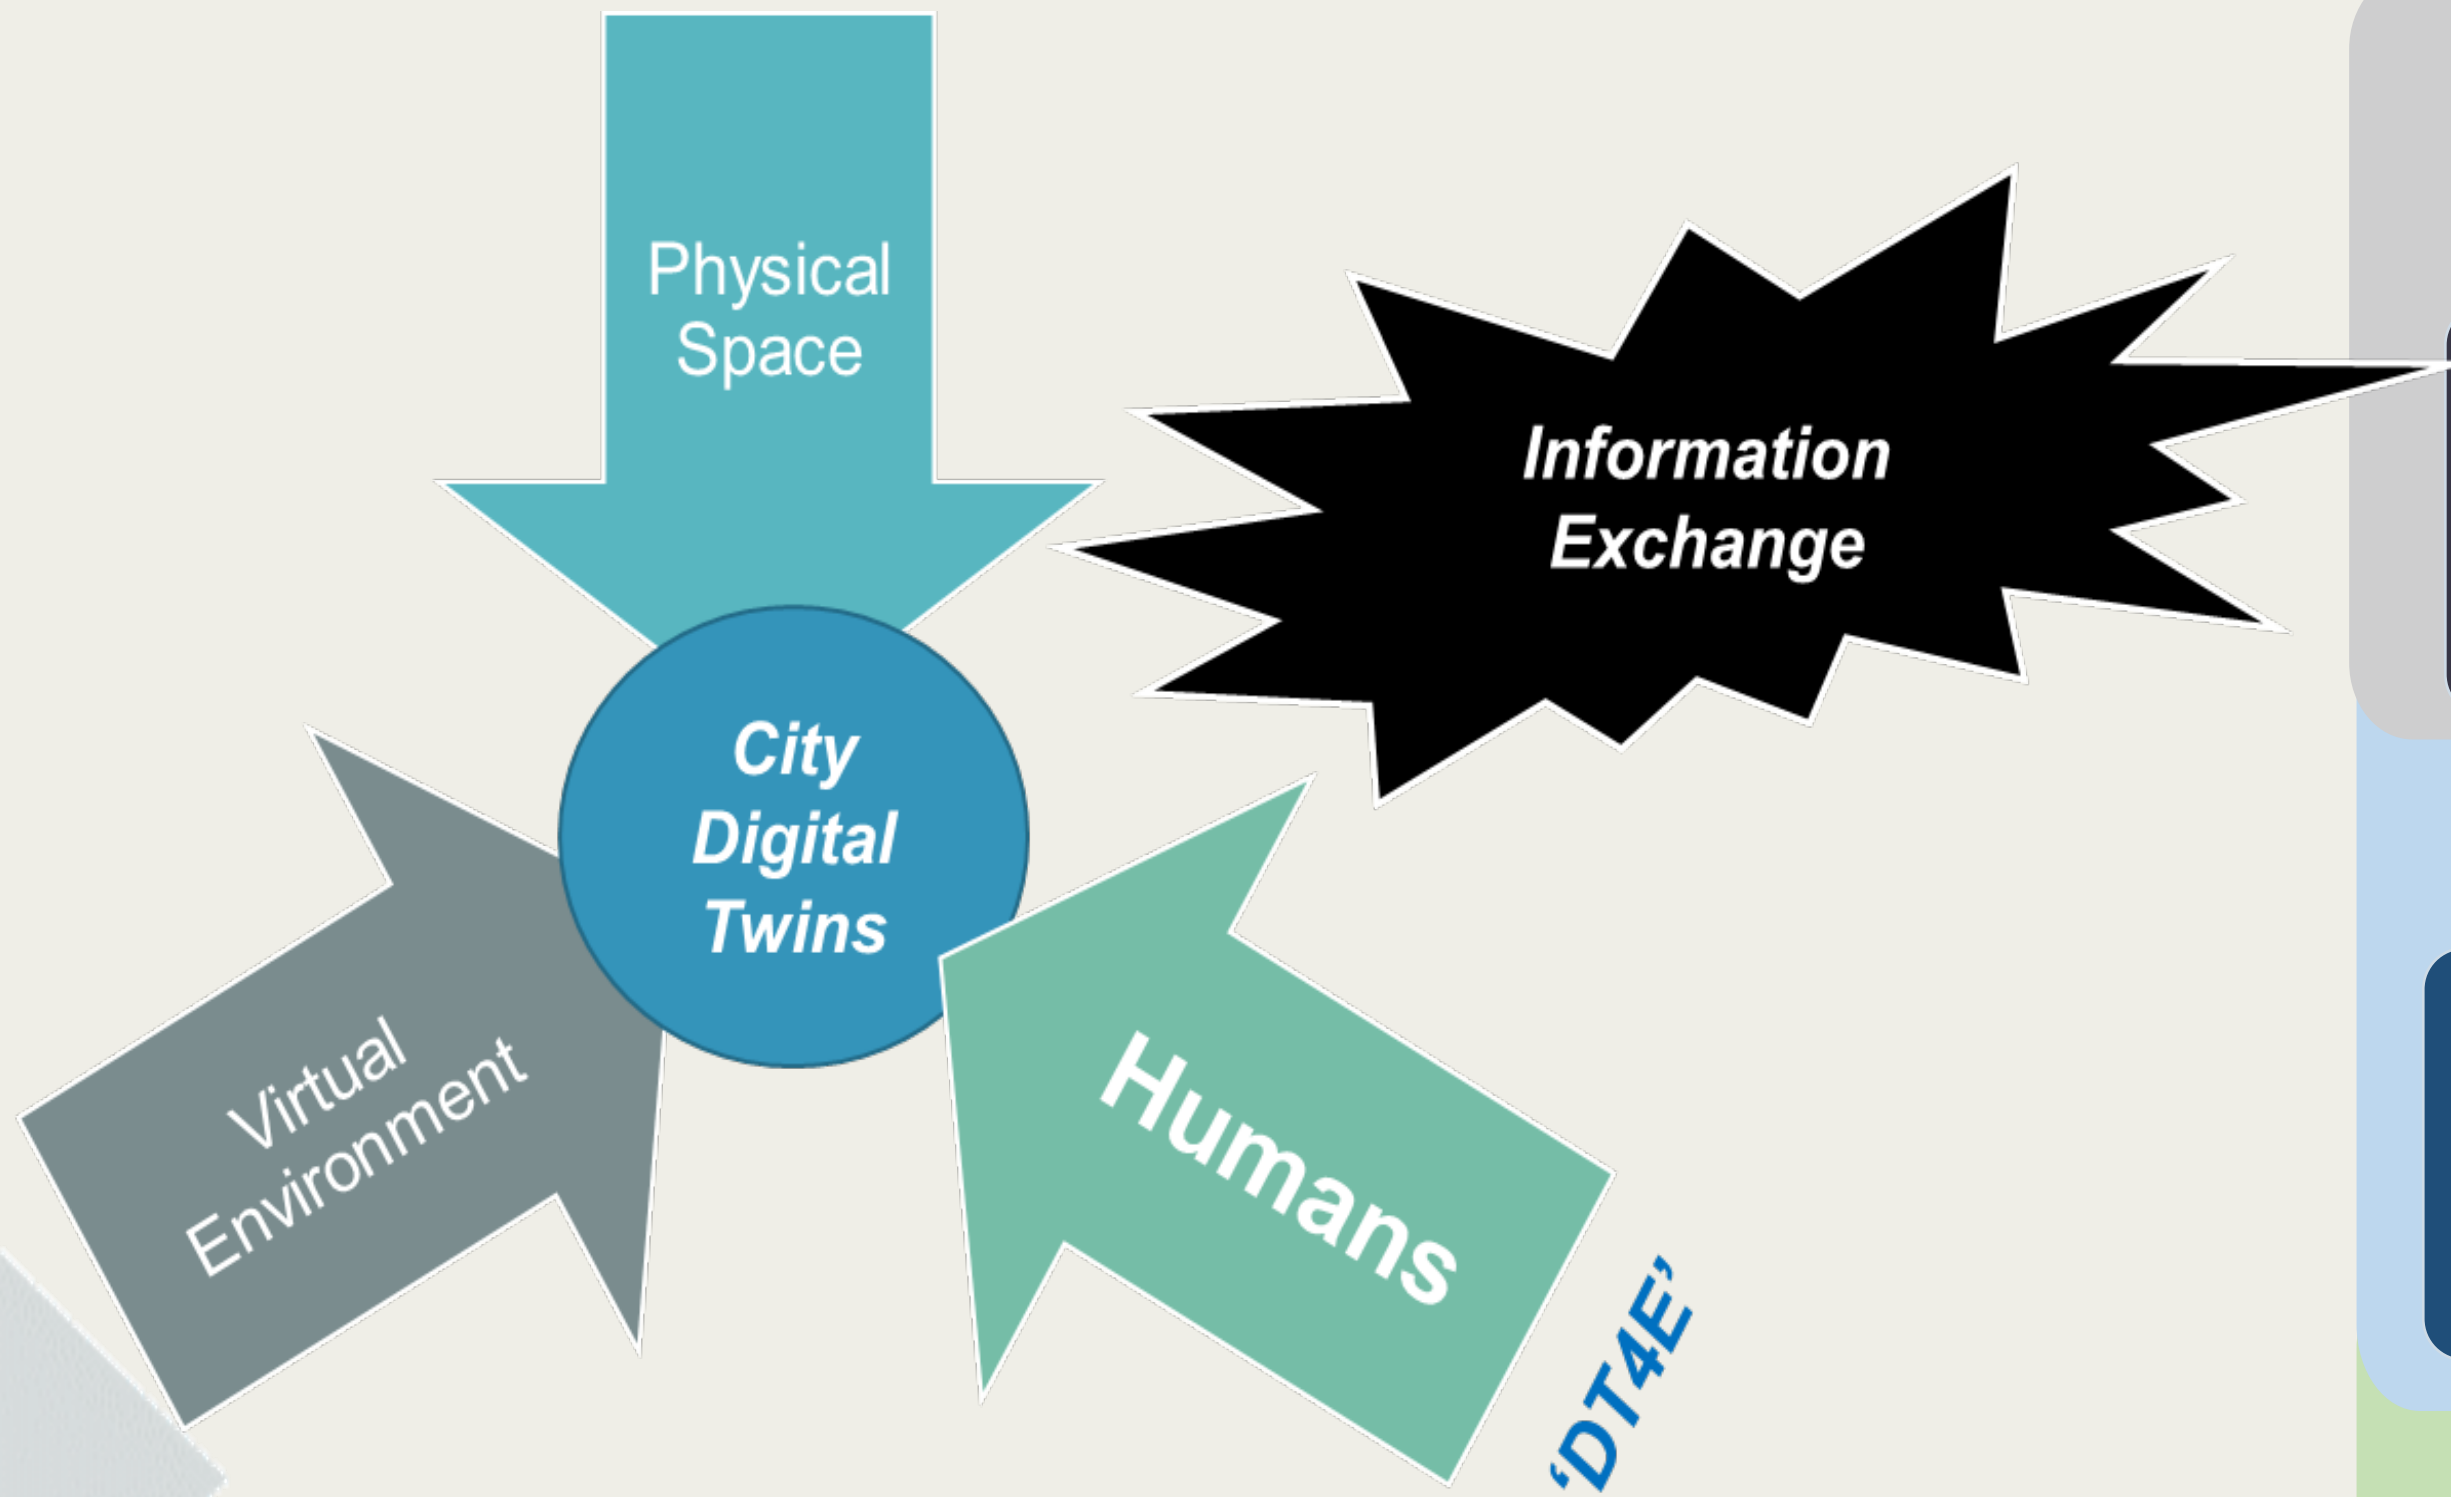 Physical
Space
Information
Exchange
City
Digital
Twins
Virtual
Environment
Humans
‘DT4E’